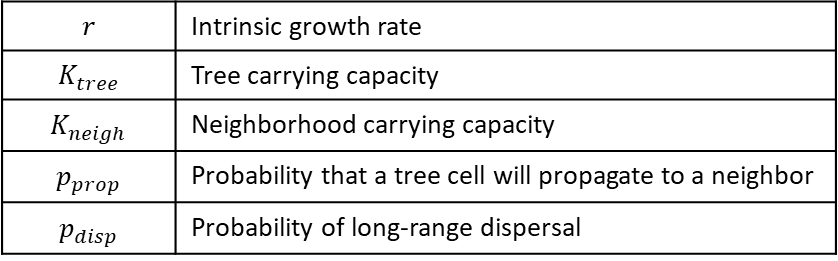 r Intrinsic growth rate
K_tree Tree carrying capacity
K_neigh Neighborhood carrying capacity
p_prop Probability that a tree cell will propagate to a neighbor
p_disp Probability of long-range dispersal